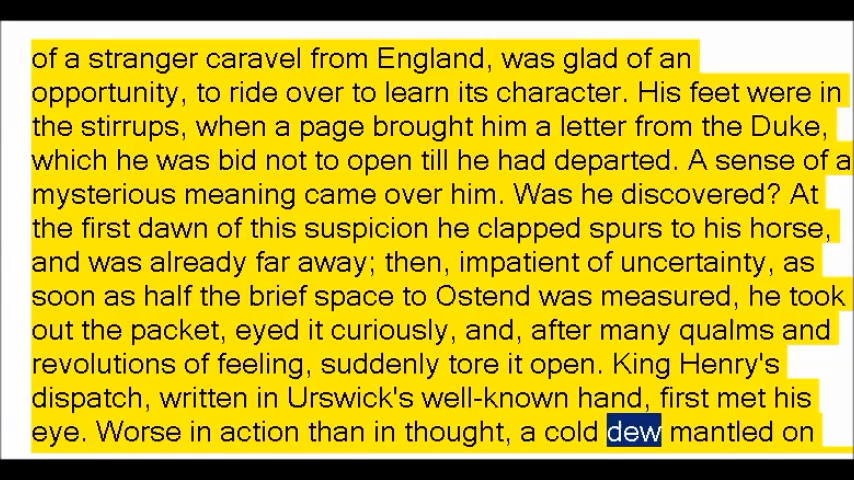 of a stranger caravel from England, was glad of an
opportunity, to ride over to learn its character. His feet were in
the stirrups, when a page brought him a letter from the Duke,
which he was bid not to open till he had departed. A sense of a
mysterious meaning came over him. Was he discovered? At
the first dawn of this suspicion he clapped spurs to his horse,
and was already far away; then, impatient of uncertainty, as
soon as half the brief space to Ostend was measured, he took
out the packet, eyed it curiously, and, after many qualms and
revolutions of feeling, suddenly tore it open. King Henry's
dispatch, written in Urswick's well-known hand, first met his
eye. Worse in action than in thought, a cold dew mantled on